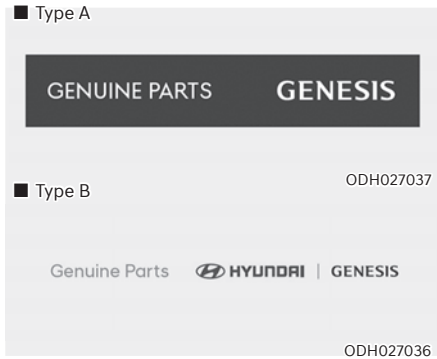 ■ Type A
GENUINE PARTS GENESIS
ODH027037
■ Type B
Genuine Parts HYUNDAI | GENESIS
ODH027036